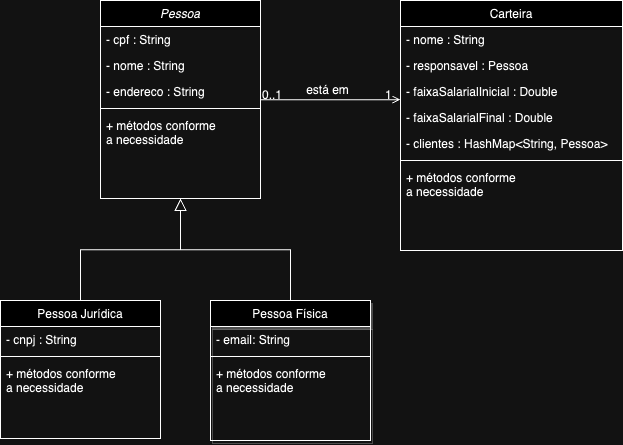 Pessoa
- cpf : String
- nome : String
- endereco : String
+ métodos conforme
a necessidade
0..1
está em
1
Carteira
- nome : String
- responsavel : Pessoa
- faixaSalarialInicial : Double
- faixaSalarialFinal : Double
- clientes : HashMap<String, Pessoa>
+ métodos conforme
a necessidade
Pessoa Jurídica
- cnpj : String
+ métodos conforme
a necessidade
Pessoa Física
- email: String
+ métodos conforme
a necessidade